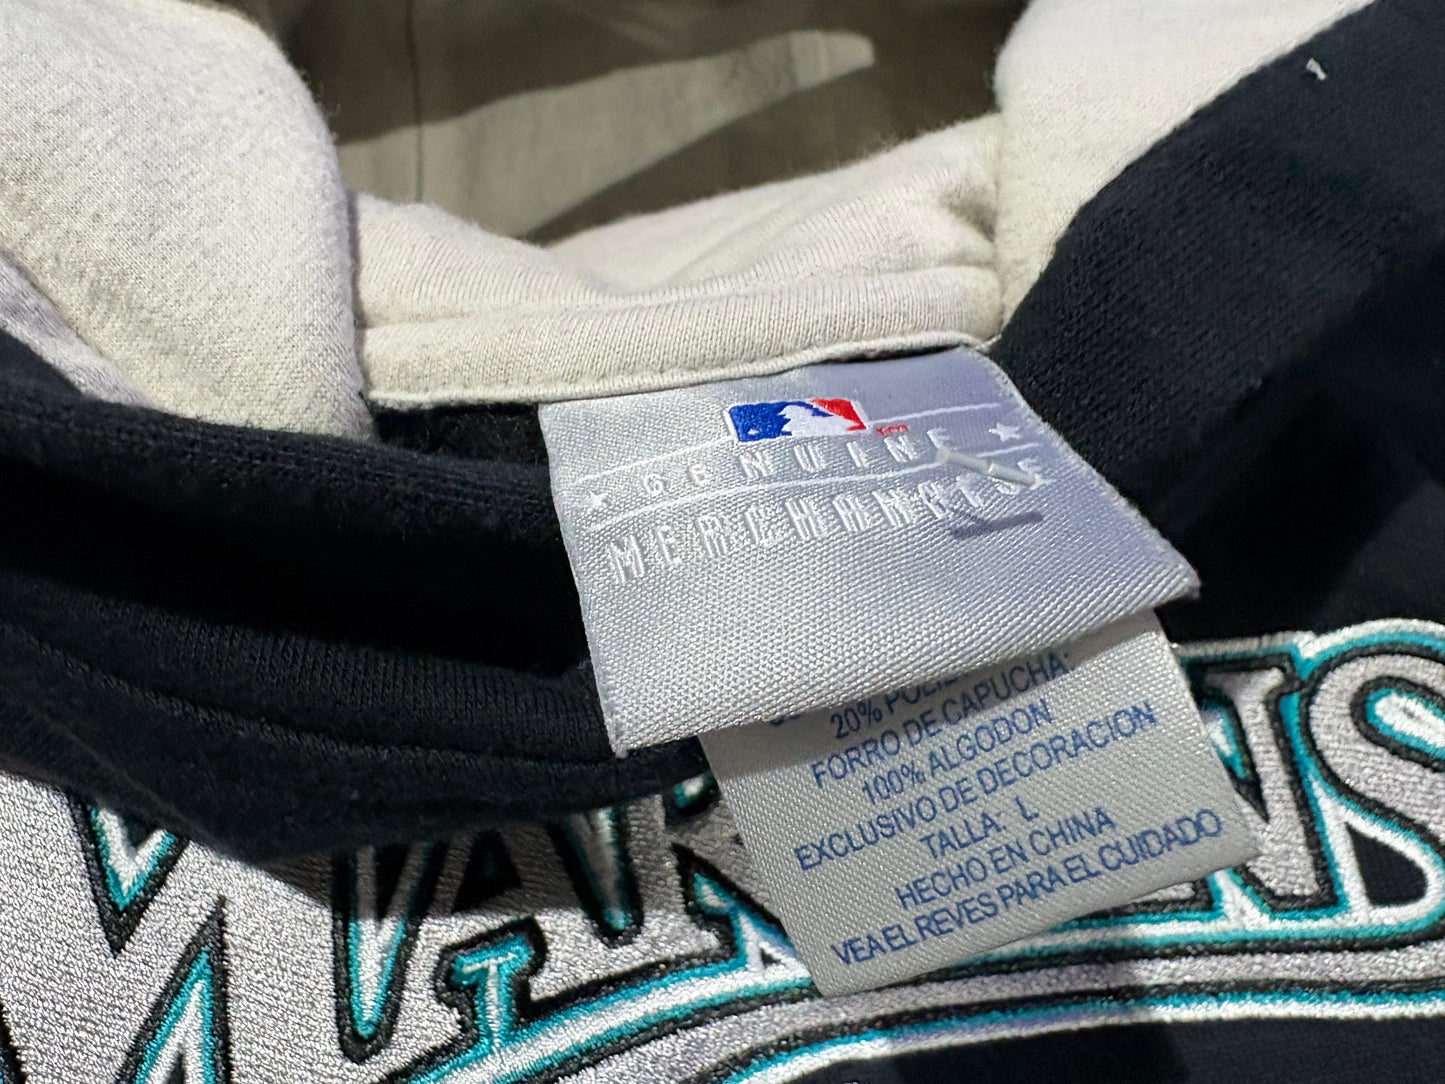 GENUINE
MERCHANDISE
20%
FORRO DE CAPUCHA:
100% ALGODON
EXCLUSIVO DE DECORACION
TALLA: L
HECHO EN CHINA
VEA EL REVES PARA EL CUIDADO